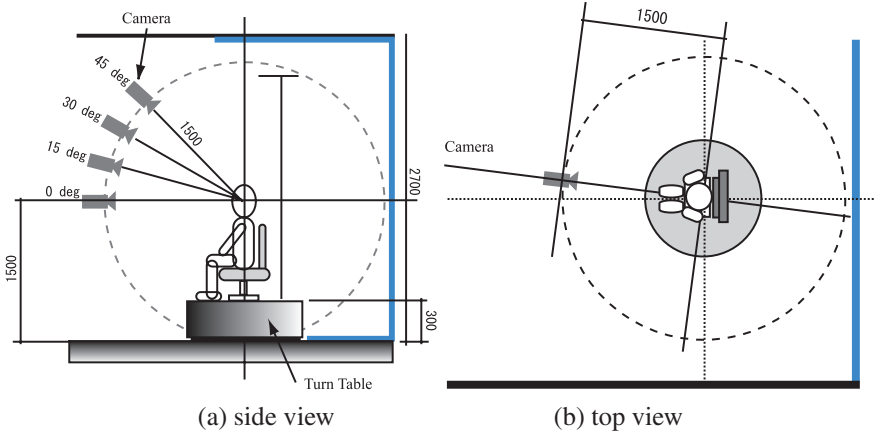 Camera
45 deg
30 deg
15 deg
0 deg
1500
1500
2700
300
Turn Table
(a) side view
1500
Camera
(b) top view